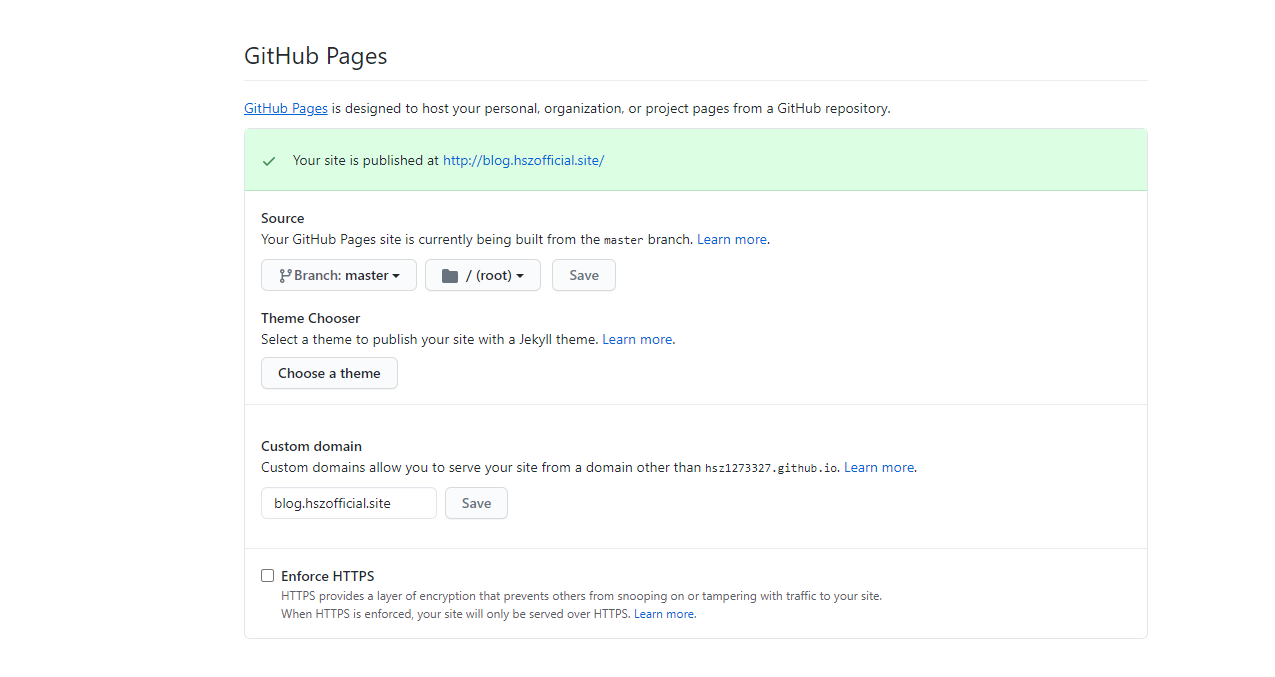 GitHub Pages
GitHub Pages is designed to host your personal, organization, or project pages from a GitHub repository.
Your site is published at http://blog.hszofficial.site/
Source
Your GitHub Pages site is currently being built from the master branch. Learn more.
Branch: master / (root) Save
Theme Chooser
Select a theme to publish your site with a Jekyll theme. Learn more.
Choose a theme
Custom domain
Custom domains allow you to serve your site from a domain other than hsz1273327.github.io. Learn more.
blog.hszofficial.site Save
Enforce HTTPS
HTTPS provides a layer of encryption that prevents others from snooping on or tampering with traffic to your site.
When HTTPS is enforced, your site will only be served over HTTPS. Learn more.